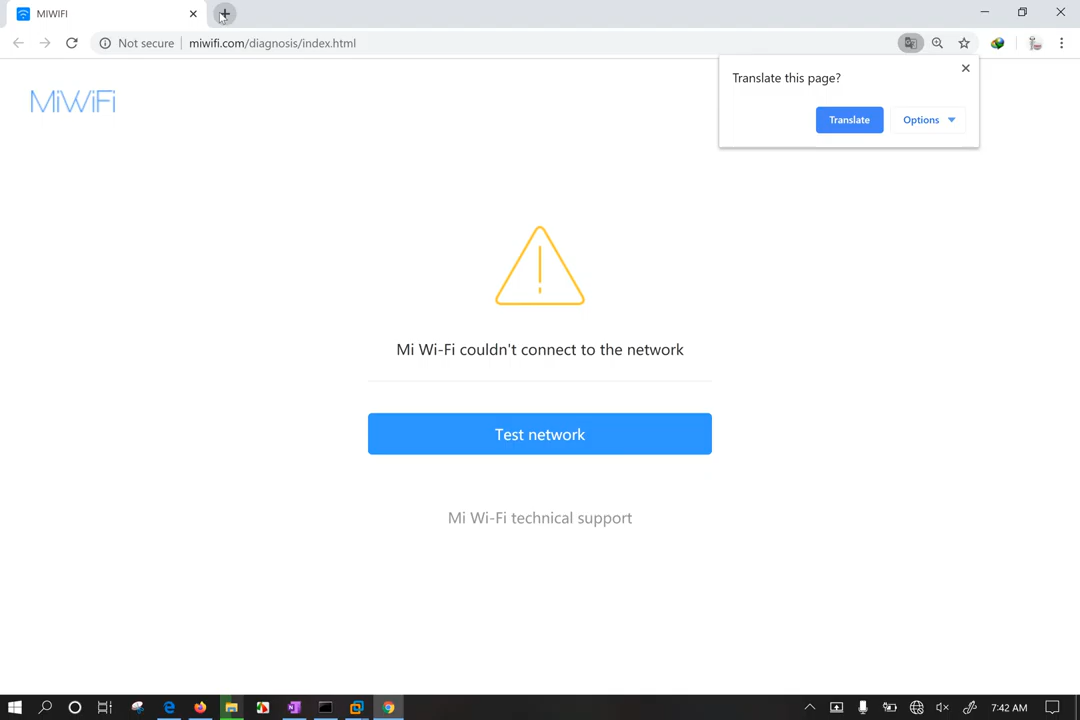 MIWIFI
Not secure
miwifi.com/diagnosis/index.html
Translate this page?
Translate
Options
MiWiFi
Mi Wi-Fi couldn't connect to the network
Test network
Mi Wi-Fi technical support
7:42 AM